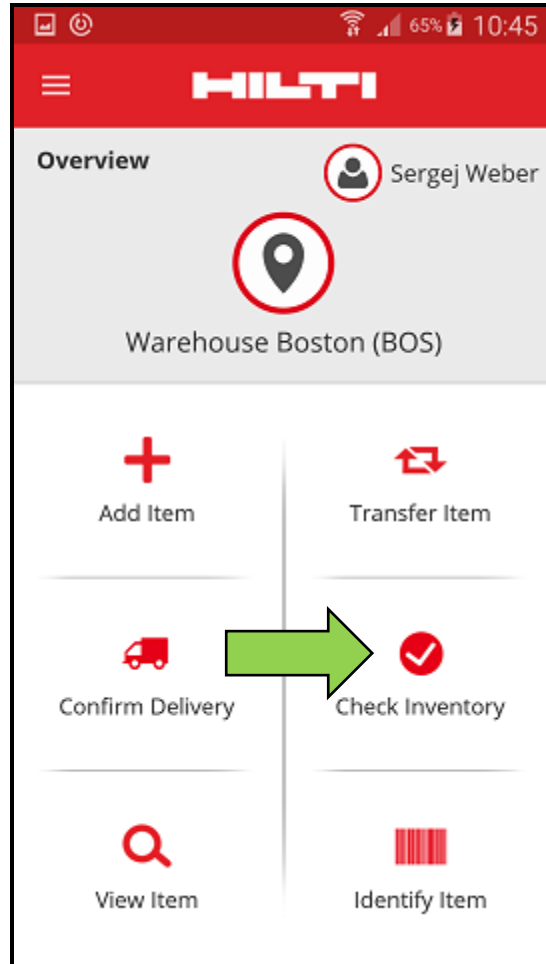 65% 10:45
HILTI
Overview
Sergej Weber
Warehouse Boston (BOS)
Add Item
Transfer Item
Confirm Delivery
Check Inventory
View Item
Identify Item